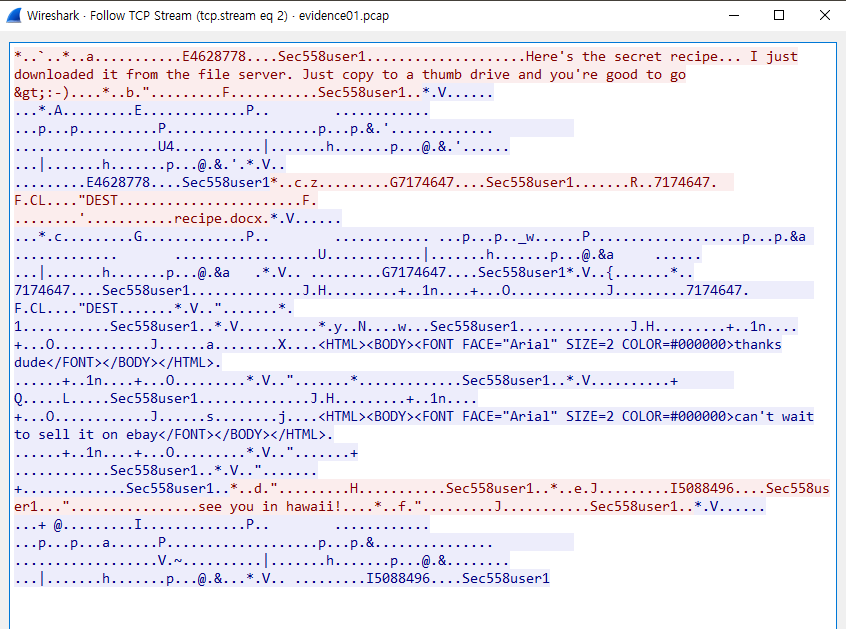 Wireshark · Follow TCP Stream (tcp.stream eq 2) · evidence01.pcap
*..`..*..a...........E4628778....Sec558user1....................Here's the secret recipe... I just
downloaded it from the file server. Just copy to a thumb drive and you're good to go
&gt;:-)....*..b.".........F...........Sec558user1..*.V......
...*.A.........E.............P..        ............
...p...p..........P...................p...p.&.'.............
..................U4...........|.......h.......p...@.&.'......
...|.......h.......p...@.&.'.*.V..
.........E4628778....Sec558user1*..c.z.........G7174647....Sec558user1.......R..7174647.
F.CL...."DEST.......................F.
........'...........recipe.docx.*.V......
...*.c.........G.............P..        ............ ...p...p.._w......P...................p...p.&a
.............       ..................U............|.......h.......p...@.&a     ......
...|.......h.......p...@.&a    .*.V.. .........G7174647....Sec558user1*.V..{.......*..
7174647....Sec558user1..............J.H.........+..1n....+...O............J.........7174647.
F.CL...."DEST.......*.V..".......*.
1...........Sec558user1..*.V..........*.y..N....w...Sec558user1..............J.H.........+..1n....
+...O............J......a........X....<HTML><BODY><FONT FACE="Arial" SIZE=2 COLOR=#000000>thanks
dude</FONT></BODY></HTML>.
......+..1n....+...O.........*.V.."       ...*.............Sec558user1..*.V..........+
Q.....L.....Sec558user1..............J.H.........+..1n....
+...O............J......s........j....<HTML><BODY><FONT FACE="Arial" SIZE=2 COLOR=#000000>can't wait
to sell it on ebay</FONT></BODY></HTML>.
......+..1n....+...O.........*.V..".......+
............Sec558user1..*.V..".......
+.............Sec558user1..*..d.".........H...........Sec558user1..*..e.J.........I5088496....Sec558us
er1..."................see you in hawaii!....*..f.".........J...........Sec558user1..*.V......
...+ @.........I.............P..        ............
...p...p...a......P...................p...p.&...............
..................V.~..........|.......h.......p...@.&........
...|.......h.......p...@.&...*.V.. .........I5088496....Sec558user1